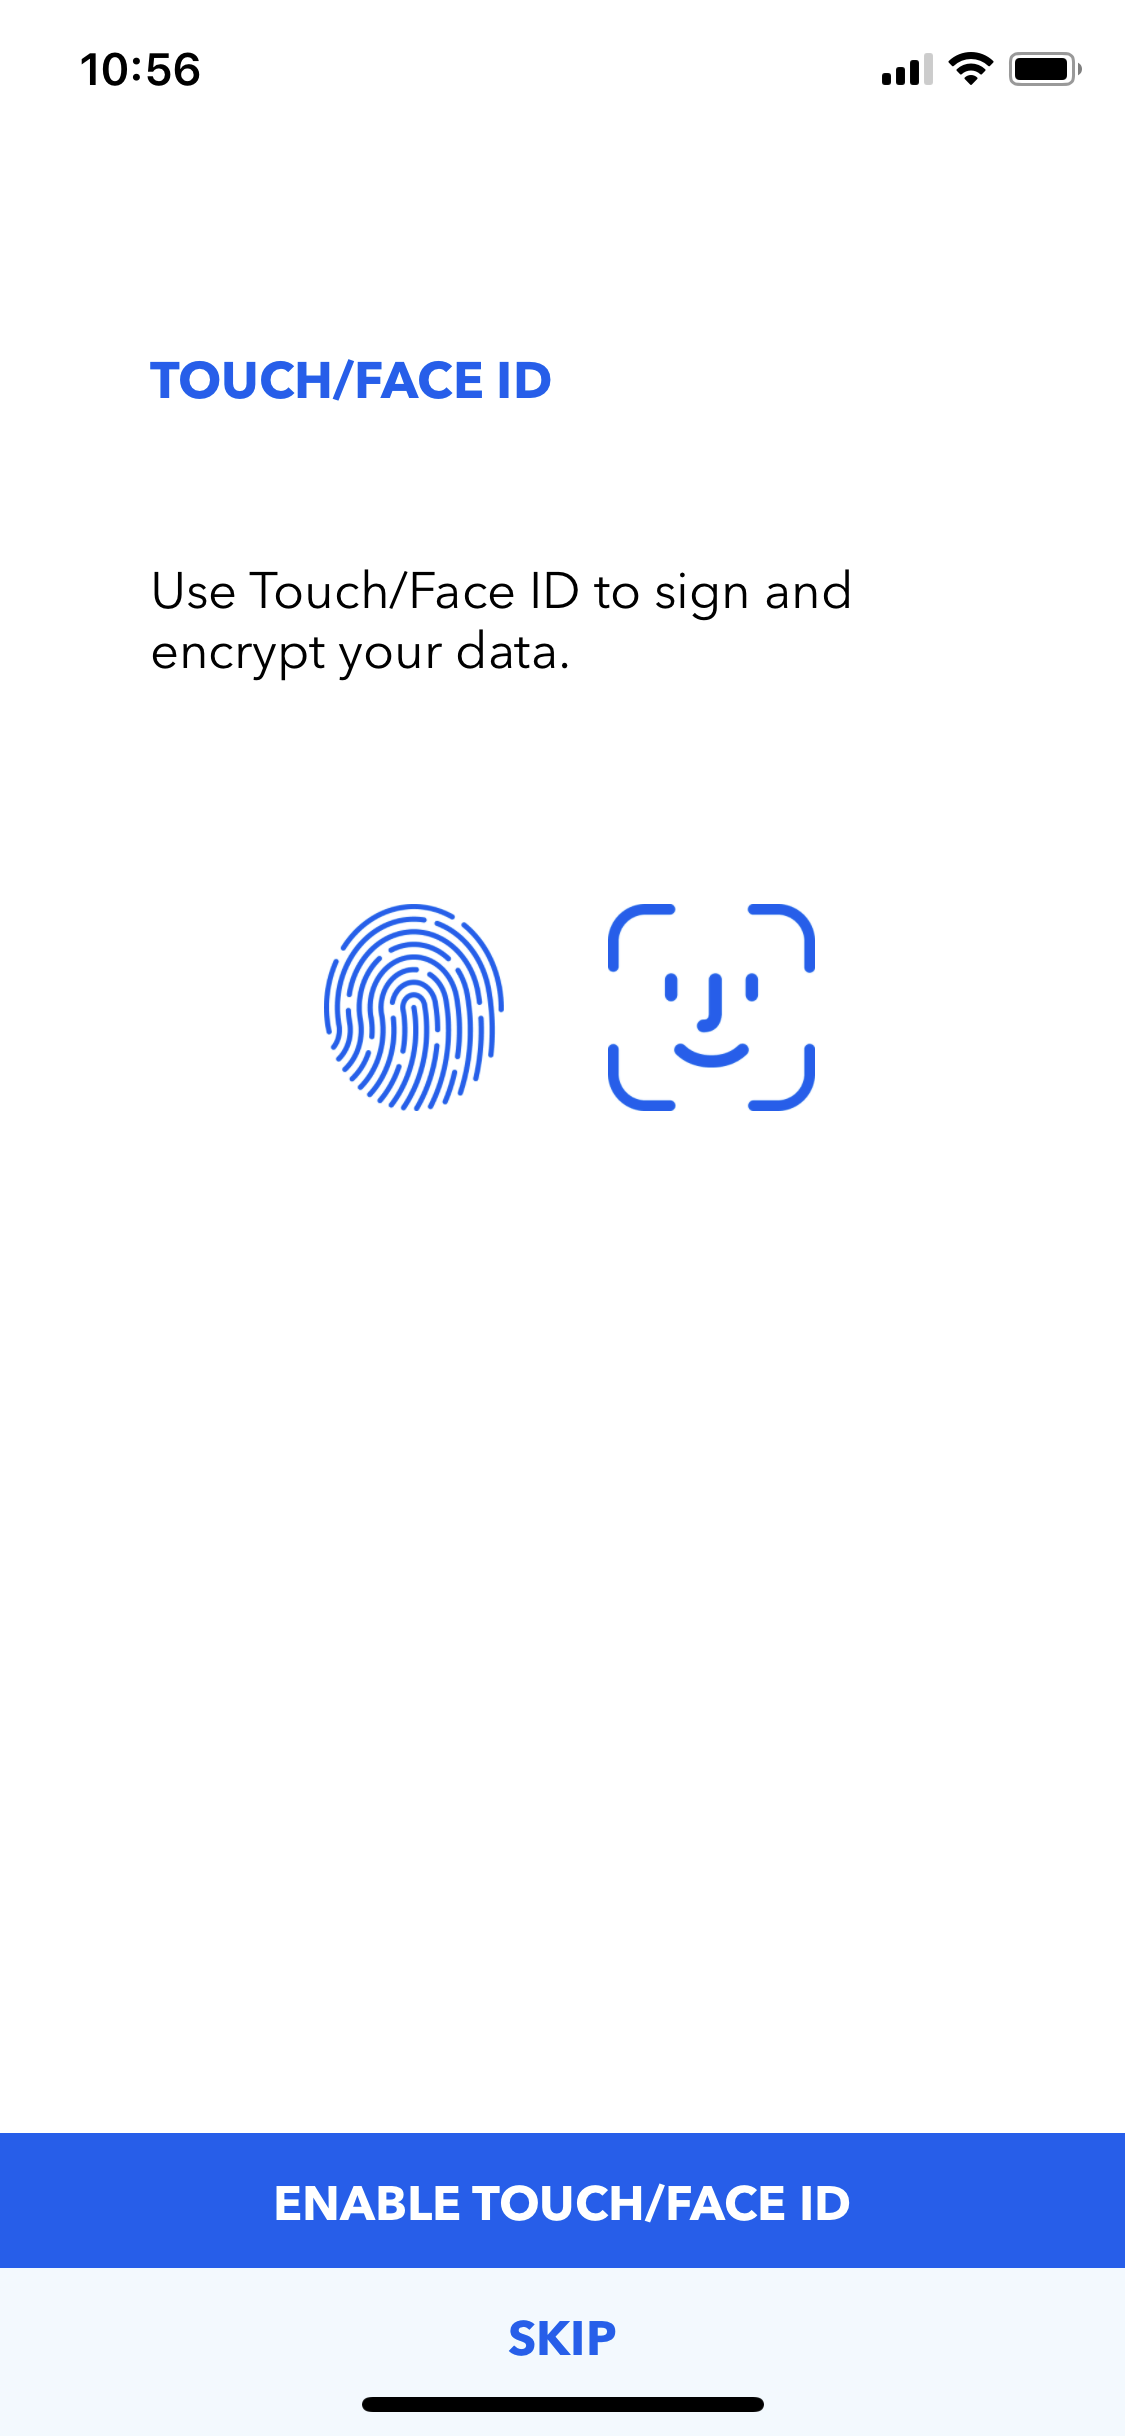 10:56
TOUCH/FACE ID
Use Touch/Face ID to sign and
encrypt your data.
ENABLE TOUCH/FACE ID
SKIP